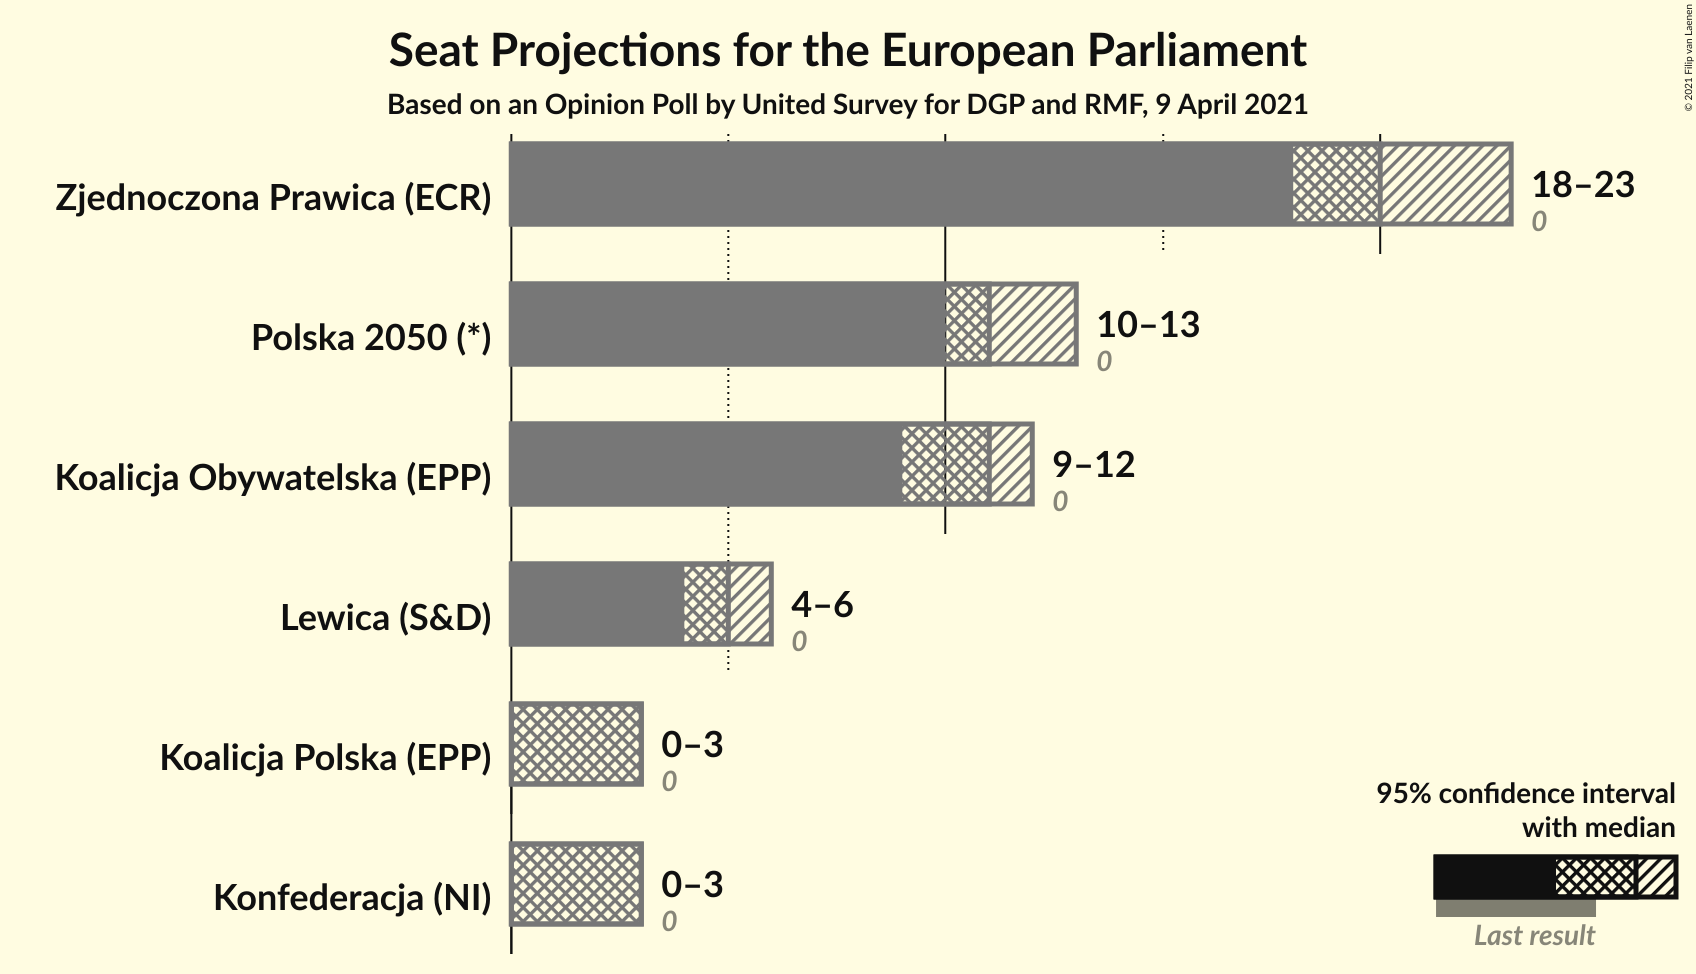 Seat Projections for the European Parliament
Based on an Opinion Poll by United Survey for DGP and RMF, 9 April 2021
© 2021 Filip van Laenen
Zjednoczona Prawica (ECR)
18–23
0
Polska 2050 (*)
10–13
0
Koalicja Obywatelska (EPP)
9–12
0
Lewica (S&D)
4–6
0
Koalicja Polska (EPP)
0–3
0
Konfederacja (NI)
0–3
0
95% confidence interval
with median
Last result